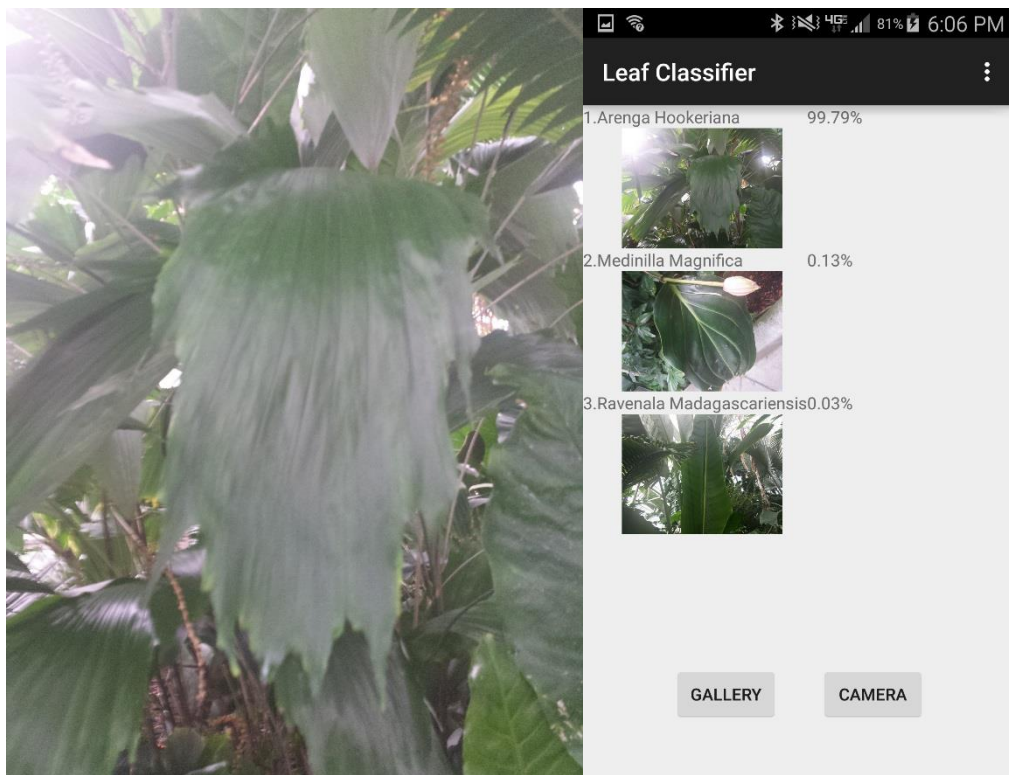 4G 81% 6:06 PM
Leaf Classifier
1.Arenga Hookeriana 99.79%
2.Medinilla Magnifica 0.13%
3.Ravenala Madagascariensis0.03%
GALLERY CAMERA